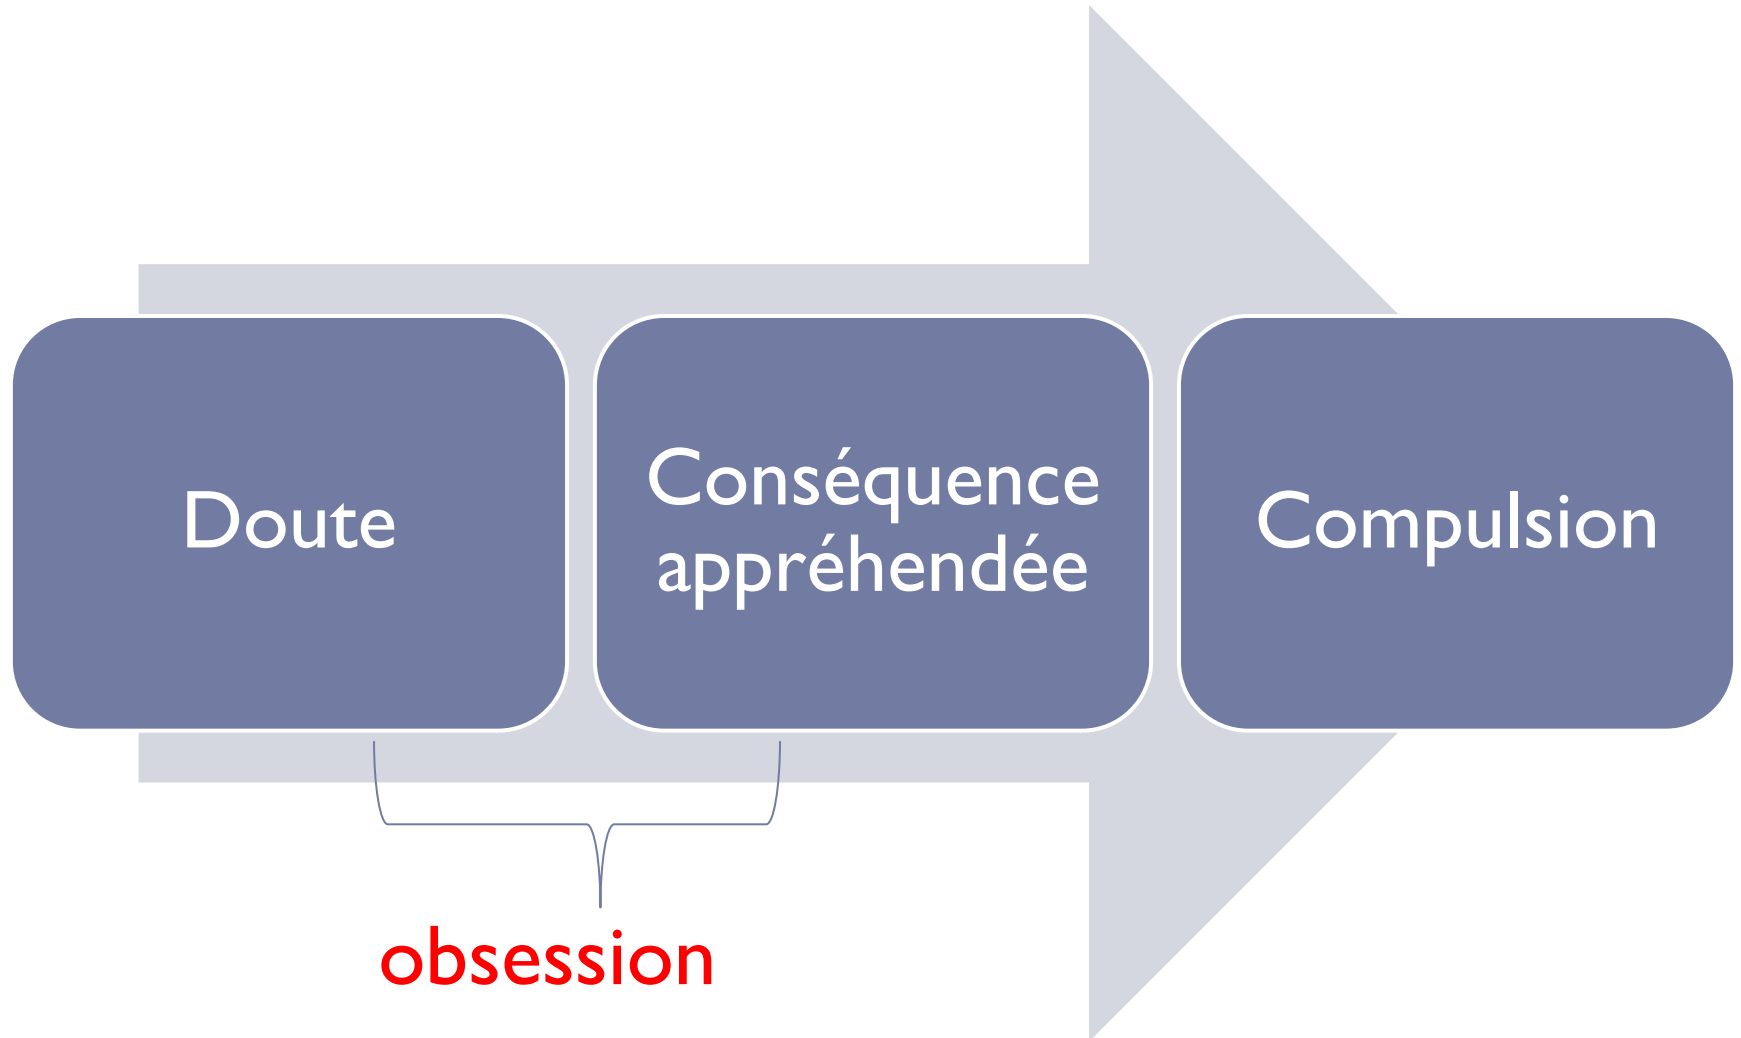 Doute
Conséquence
appréhendée
Compulsion
obsession